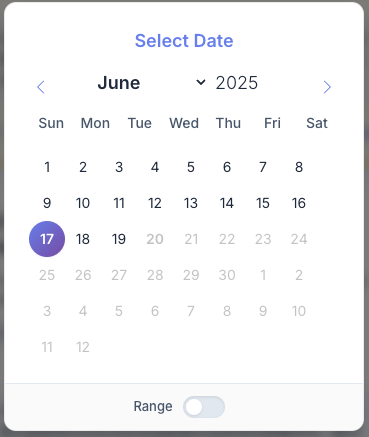 Select Date
June 2025
Sun Mon Tue Wed Thu Fri Sat
1 2 3 4 5 6 7 8
9 10 11 12 13 14 15 16
17 18 19 20 21 22 23 24
25 26 27 28 29 30 1 2
3 4 5 6 7 8 9 10
11 12
Range